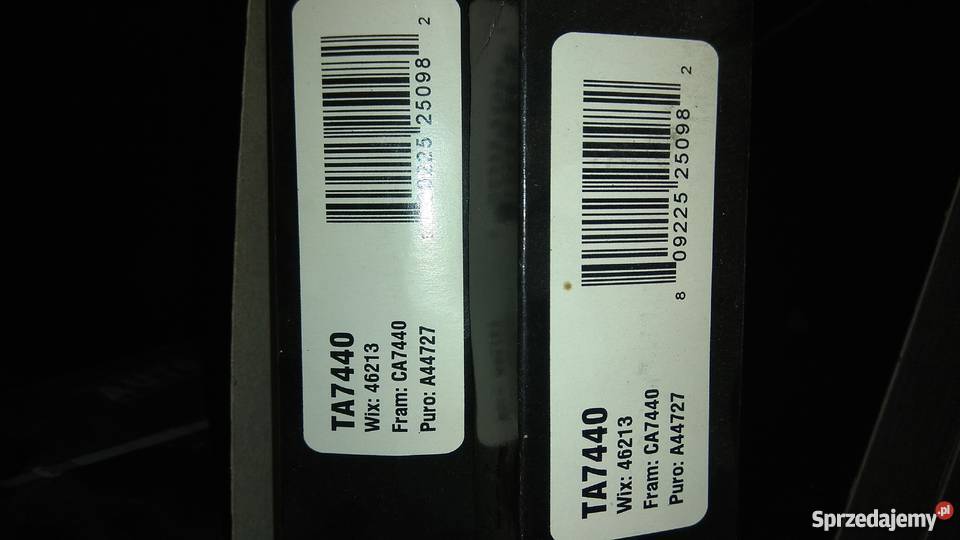 TA7440
Wix: 46213
Fram: CA7440
Puro: A44727
25098 2
TA7440
Wix: 46213
Fram: CA7440
Puro: A44727
8 09225 25098 2
Sprzedajemy.pl